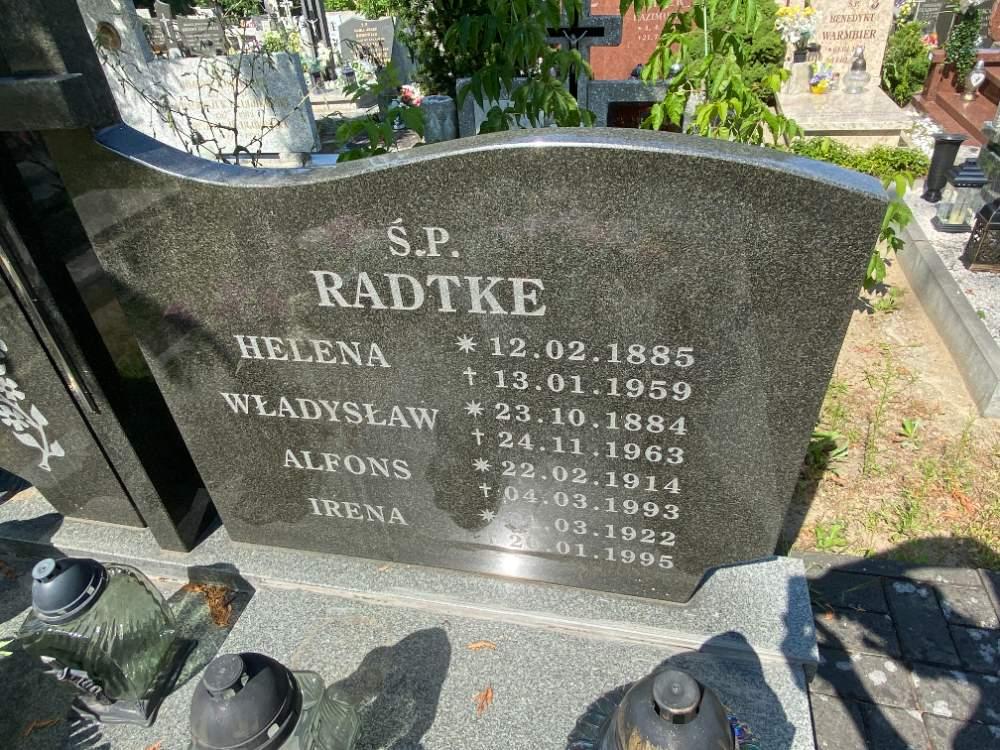 Ś.P.
RADTKE
HELENA * 12.02.1885
† 13.01.1959
WŁADYSŁAW * 23.10.1884
† 24.11.1963
ALFONS * 22.02.1914
† 04.03.1993
IRENA * .03.1922
.01.1995
Ś.P.
BENEDYKT
WARMBIER